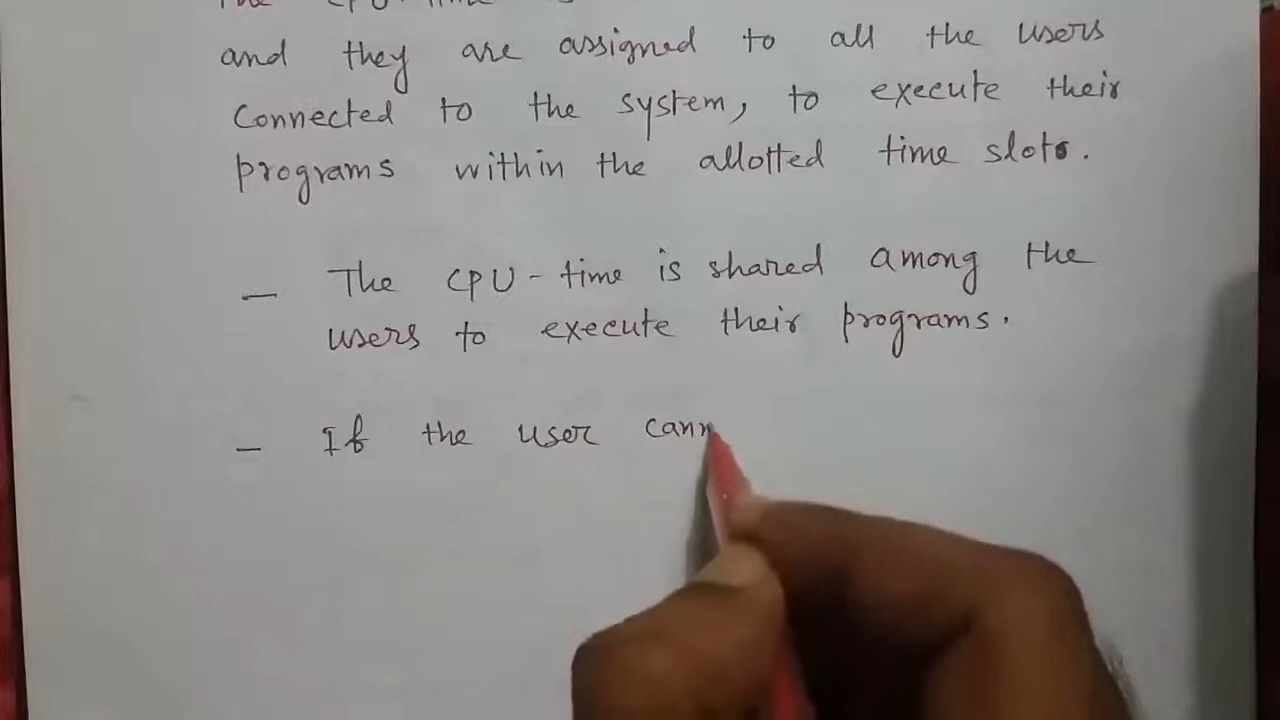 and they are assigned to all the users
Connected to the system, to execute their
programs within the allotted time slots.
— The CPU-time is shared among the
users to execute their programs.
— If the user cann